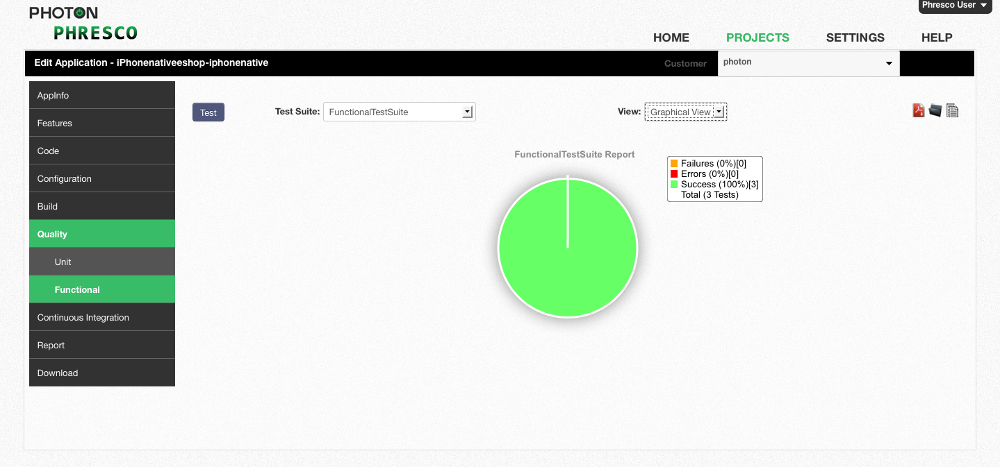 PHOTON
PHRESCO
Phresco User
HOME PROJECTS SETTINGS HELP
Edit Application - iPhonenativeeshop-iphonenative
Customer photon
AppInfo
Features
Code
Configuration
Build
Quality
Unit
Functional
Continuous Integration
Report
Download
Test
Test Suite: FunctionalTestSuite
View: Graphical View
FunctionalTestSuite Report
Failures (0%)[0]
Errors (0%)[0]
Success (100%)[3]
Total (3 Tests)